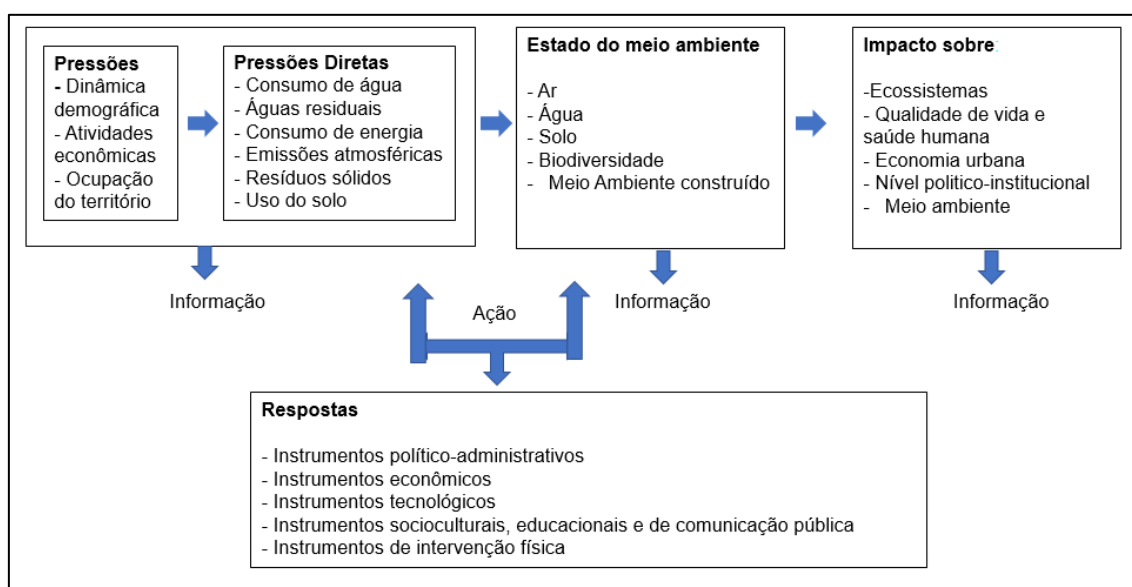 Pressões
- Dinâmica
demográfica
- Atividades
econômicas
- Ocupação
do território
Pressões Diretas
- Consumo de água
- Águas residuais
- Consumo de energia
- Emissões atmosféricas
- Resíduos sólidos
- Uso do solo
Estado do meio ambiente
- Ar
- Água
- Solo
- Biodiversidade
- Meio Ambiente construído
Impacto sobre:
-Ecossistemas
- Qualidade de vida e
saúde humana
- Economia urbana
- Nível politico-institucional
- Meio ambiente
Informação
Ação
Informação
Informação
Respostas
- Instrumentos político-administrativos
- Instrumentos econômicos
- Instrumentos tecnológicos
- Instrumentos socioculturais, educacionais e de comunicação pública
- Instrumentos de intervenção física